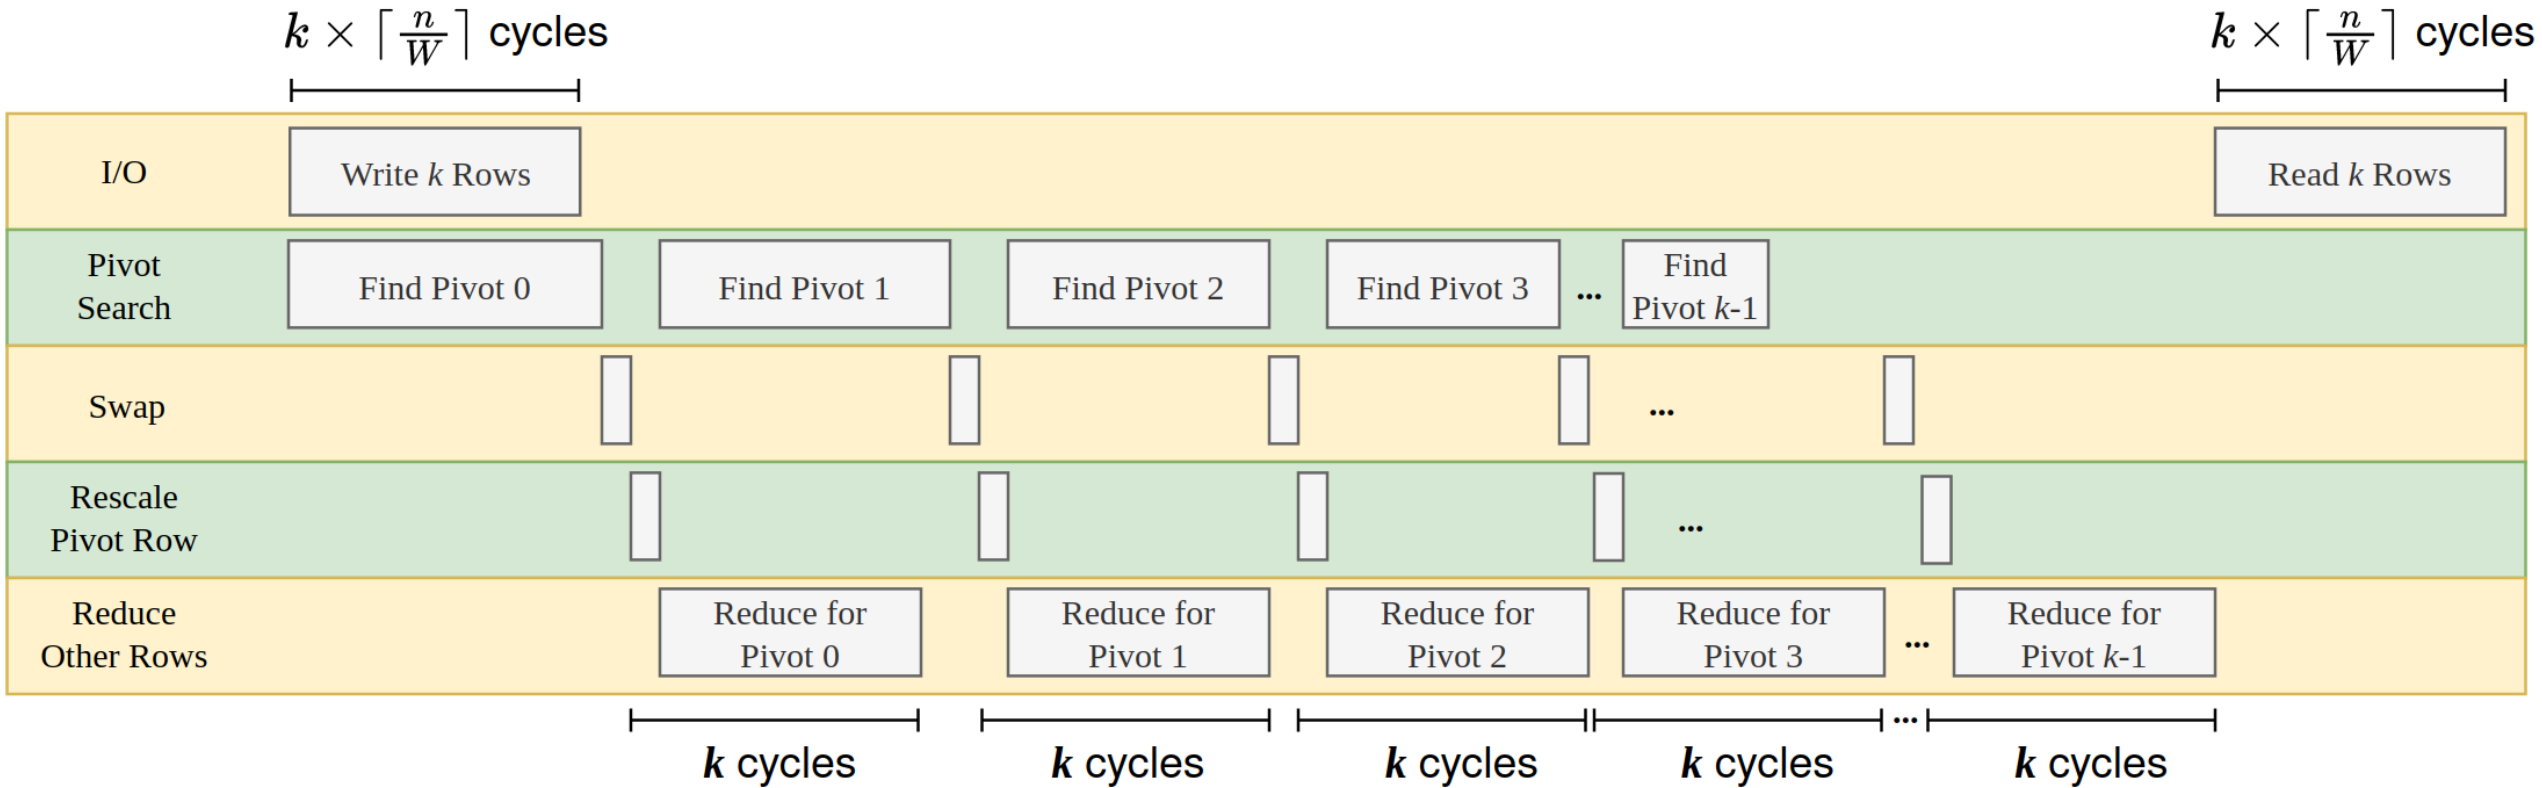 k × ⌈n/W⌉ cycles
k × ⌈n/W⌉ cycles
I/O
Write k Rows
Read k Rows
Pivot
Search
Find Pivot 0
Find Pivot 1
Find Pivot 2
Find Pivot 3
...
Find
Pivot k-1
Swap
...
Rescale
Pivot Row
...
Reduce
Other Rows
Reduce for
Pivot 0
Reduce for
Pivot 1
Reduce for
Pivot 2
Reduce for
Pivot 3
...
Reduce for
Pivot k-1
k cycles
k cycles
k cycles
k cycles
...
k cycles